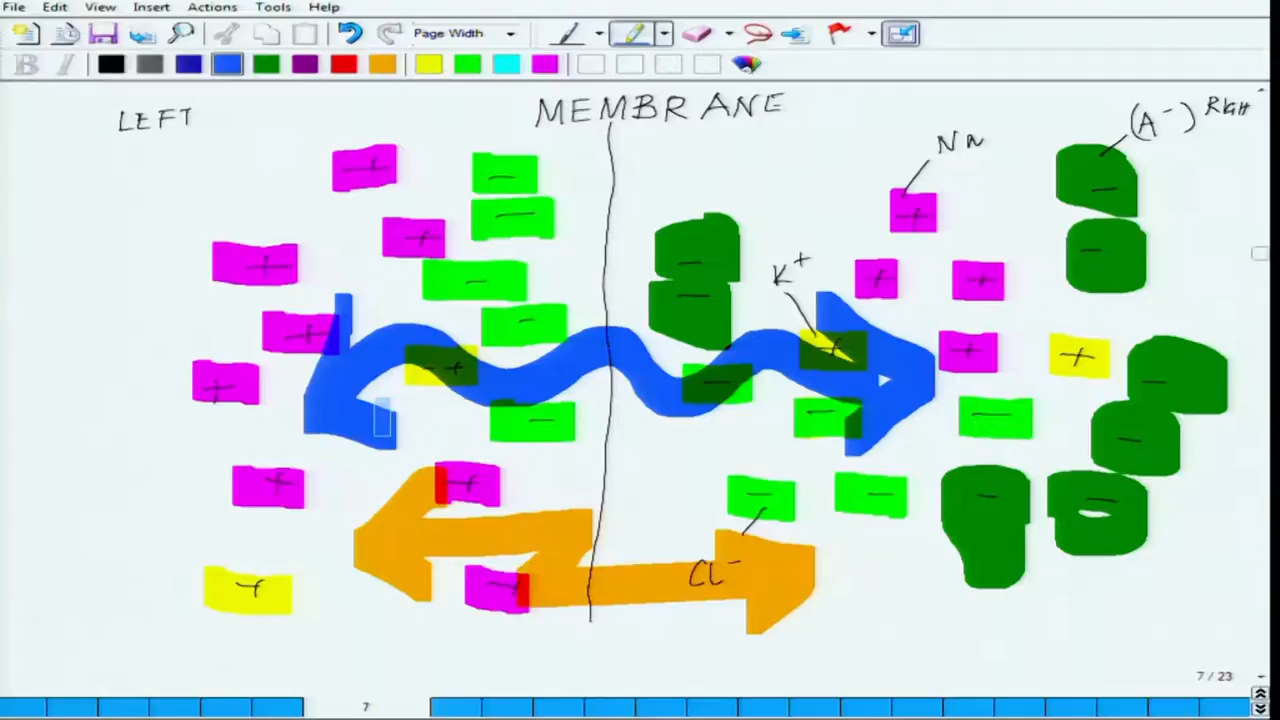 File Edit View Insert Actions Tools Help
Page Width
LEFT
MEMBRANE
(A⁻) RIGHT
Na
K⁺
Cl⁻
7 / 23
7